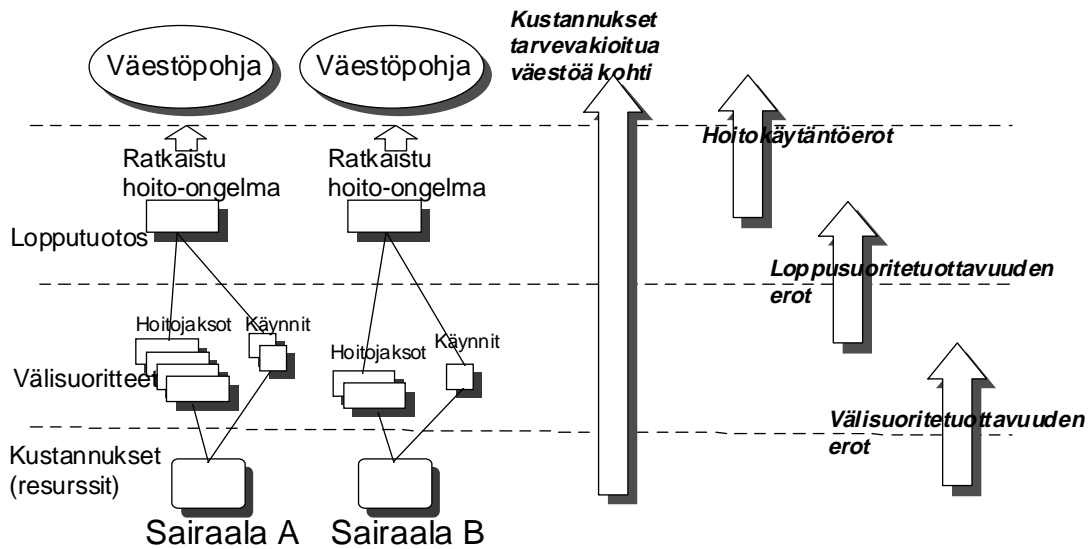 Väestöpohja
Väestöpohja
Kustannukset
tarvevakioitua
väestöä kohti
Ratkaistu
hoito-ongelma
Ratkaistu
hoito-ongelma
Hoitokäytäntöerot
Lopputuotos
Loppusuoritetuottavuuden
erot
Hoitojaksot
Käynnit
Hoitojaksot
Käynnit
Välisuoritteet
Välisuoritetuottavuuden
erot
Kustannukset
(resurssit)
Sairaala A
Sairaala B